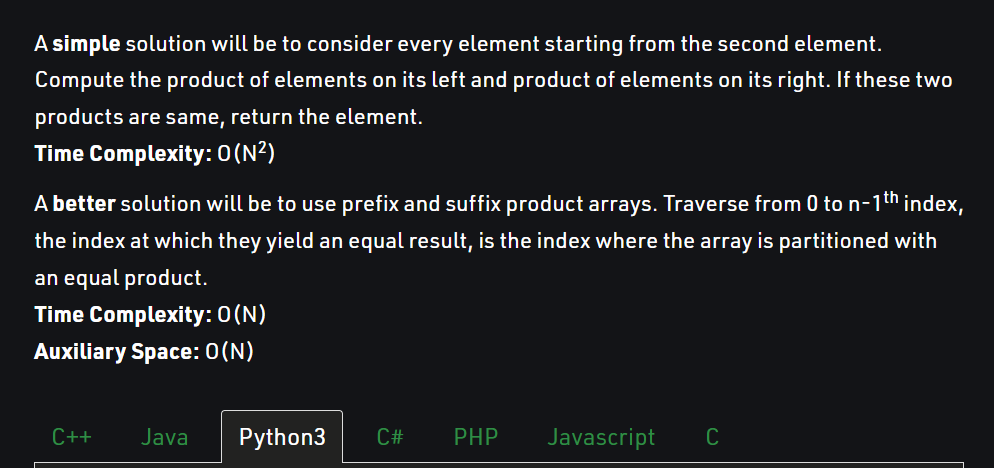 A simple solution will be to consider every element starting from the second element.
Compute the product of elements on its left and product of elements on its right. If these two
products are same, return the element.
Time Complexity: O(N²)
A better solution will be to use prefix and suffix product arrays. Traverse from 0 to n-1ᵗʰ index,
the index at which they yield an equal result, is the index where the array is partitioned with
an equal product.
Time Complexity: O(N)
Auxiliary Space: O(N)
C++ Java Python3 C# PHP Javascript C